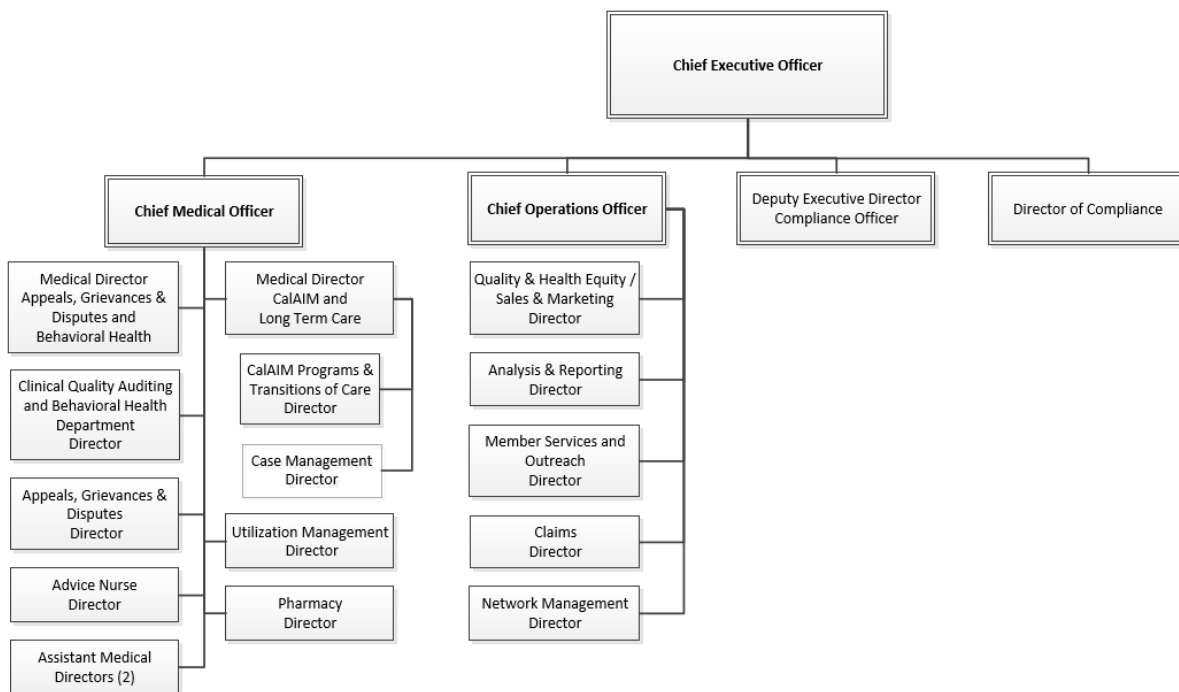 Chief Executive Officer
Chief Medical Officer
Chief Operations Officer
Deputy Executive Director
Compliance Officer
Director of Compliance
Medical Director
Appeals, Grievances &
Disputes and
Behavioral Health
Medical Director
CalAIM and
Long Term Care
Quality & Health Equity /
Sales & Marketing
Director
Clinical Quality Auditing
and Behavioral Health
Department
Director
CalAIM Programs &
Transitions of Care
Director
Analysis & Reporting
Director
Case Management
Director
Member Services and
Outreach
Director
Appeals, Grievances &
Disputes
Director
Utilization Management
Director
Claims
Director
Advice Nurse
Director
Pharmacy
Director
Network Management
Director
Assistant Medical
Directors (2)